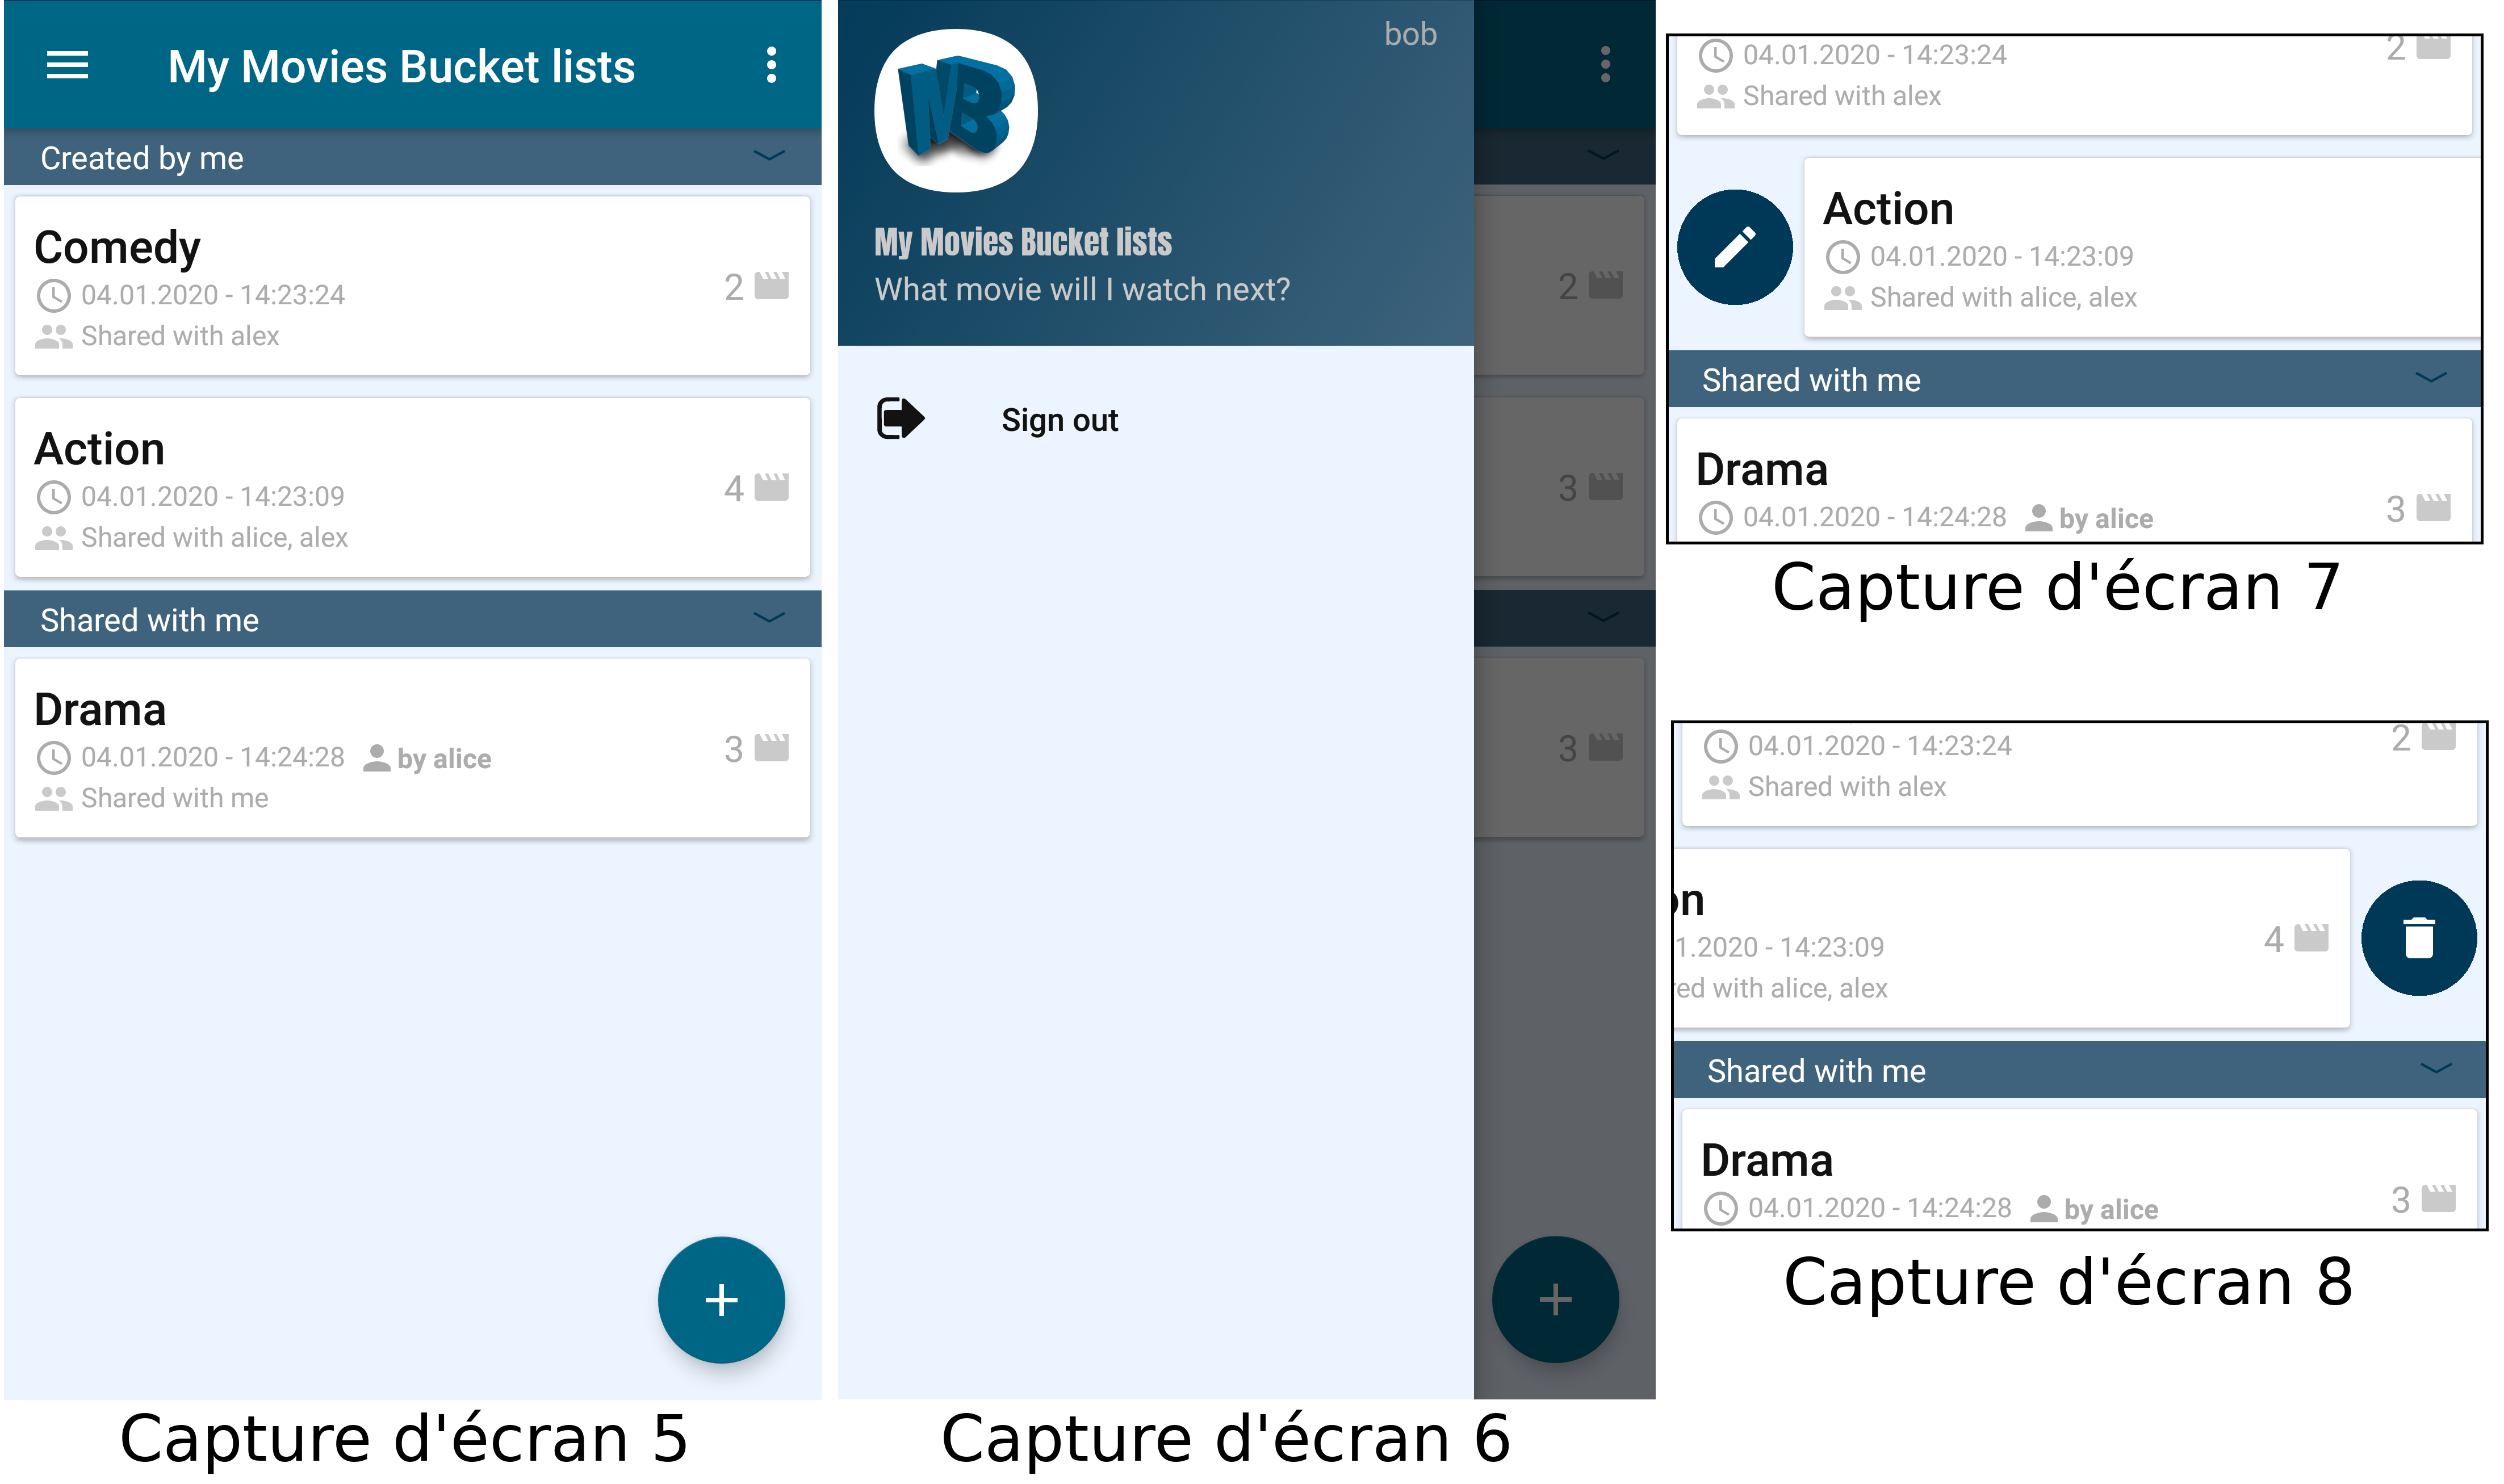 My Movies Bucket lists
Created by me
Comedy
04.01.2020 - 14:23:24
2
Shared with alex
Action
04.01.2020 - 14:23:09
4
Shared with alice, alex
Shared with me
Drama
04.01.2020 - 14:24:28 by alice
3
Shared with me
+
Capture d'écran 5
bob
MB
My Movies Bucket lists
What movie will I watch next?
Sign out
2
3
3
+
Capture d'écran 6
04.01.2020 - 14:23:24
2
Shared with alex
Action
04.01.2020 - 14:23:09
Shared with alice, alex
Shared with me
Drama
04.01.2020 - 14:24:28 by alice
3
Capture d'écran 7
04.01.2020 - 14:23:24
2
Shared with alex
on
1.2020 - 14:23:09
4
ed with alice, alex
Shared with me
Drama
04.01.2020 - 14:24:28 by alice
3
Capture d'écran 8